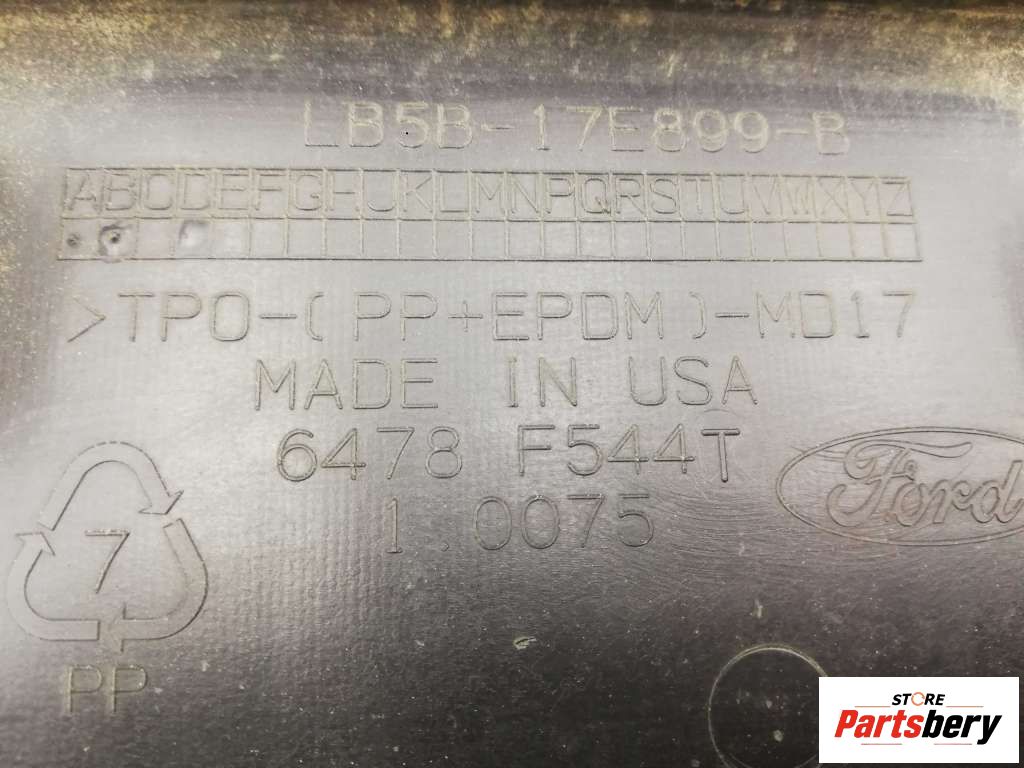 LB5B-17E899-B
ABCDEFGHJKLMNPQRSTUVWXYZ
>TPO-(PP+EPDM)-MD17
MADE IN USA
6478 F544T
1.0075
Ford
7
PP
STORE
Partsbery